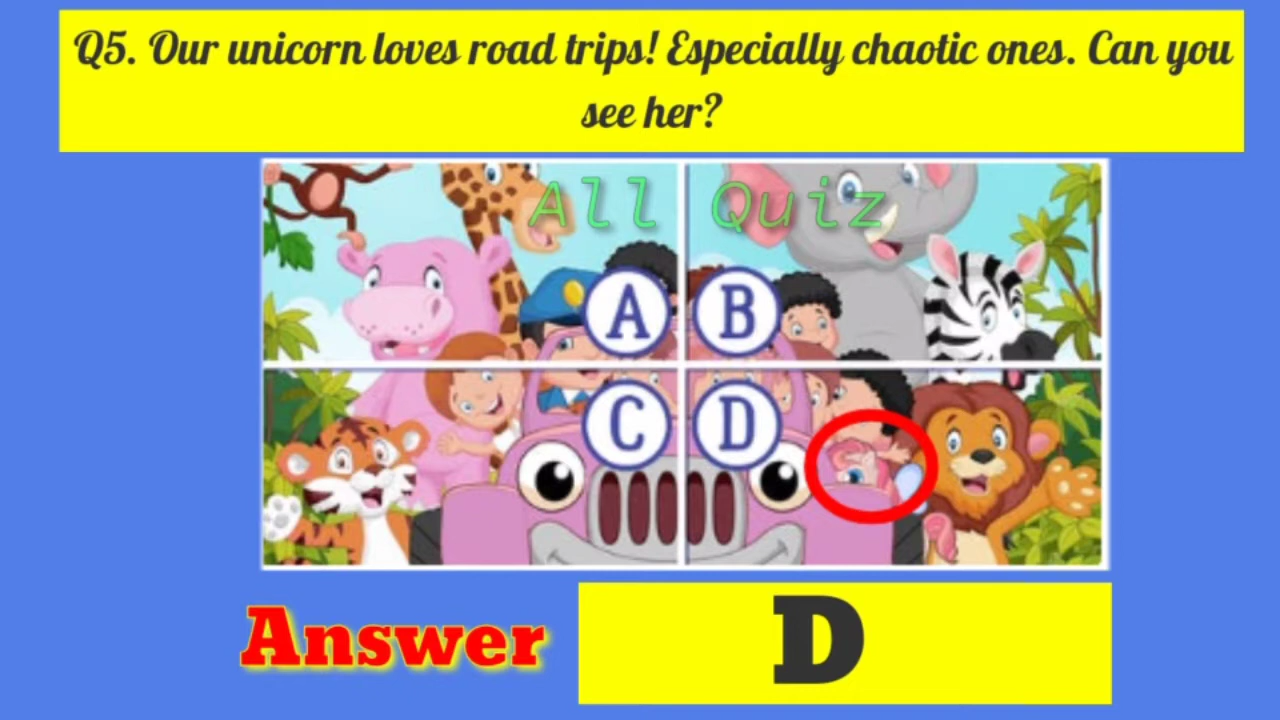 Q5. Our unicorn loves road trips! Especially chaotic ones. Can you
see her?
All Quiz
A B
C D
Answer D